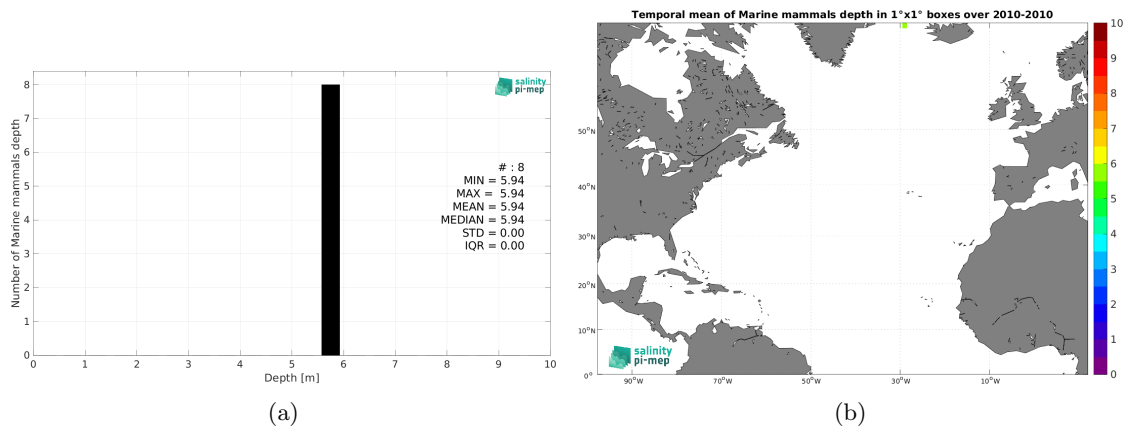 8
7
6
5
4
3
2
1
0
Number of Marine mammals depth
salinity
pi-mep
# : 8
MIN = 5.94
MAX = 5.94
MEAN = 5.94
MEDIAN = 5.94
STD = 0.00
IQR = 0.00
0 1 2 3 4 5 6 7 8 9 10
Depth [m]
(a)
Temporal mean of Marine mammals depth in 1°x1° boxes over 2010-2010
50°N
40°N
30°N
20°N
10°N
0°
salinity
pi-mep
90°W 70°W 50°W 30°W 10°W
10
9
8
7
6
5
4
3
2
1
0
(b)